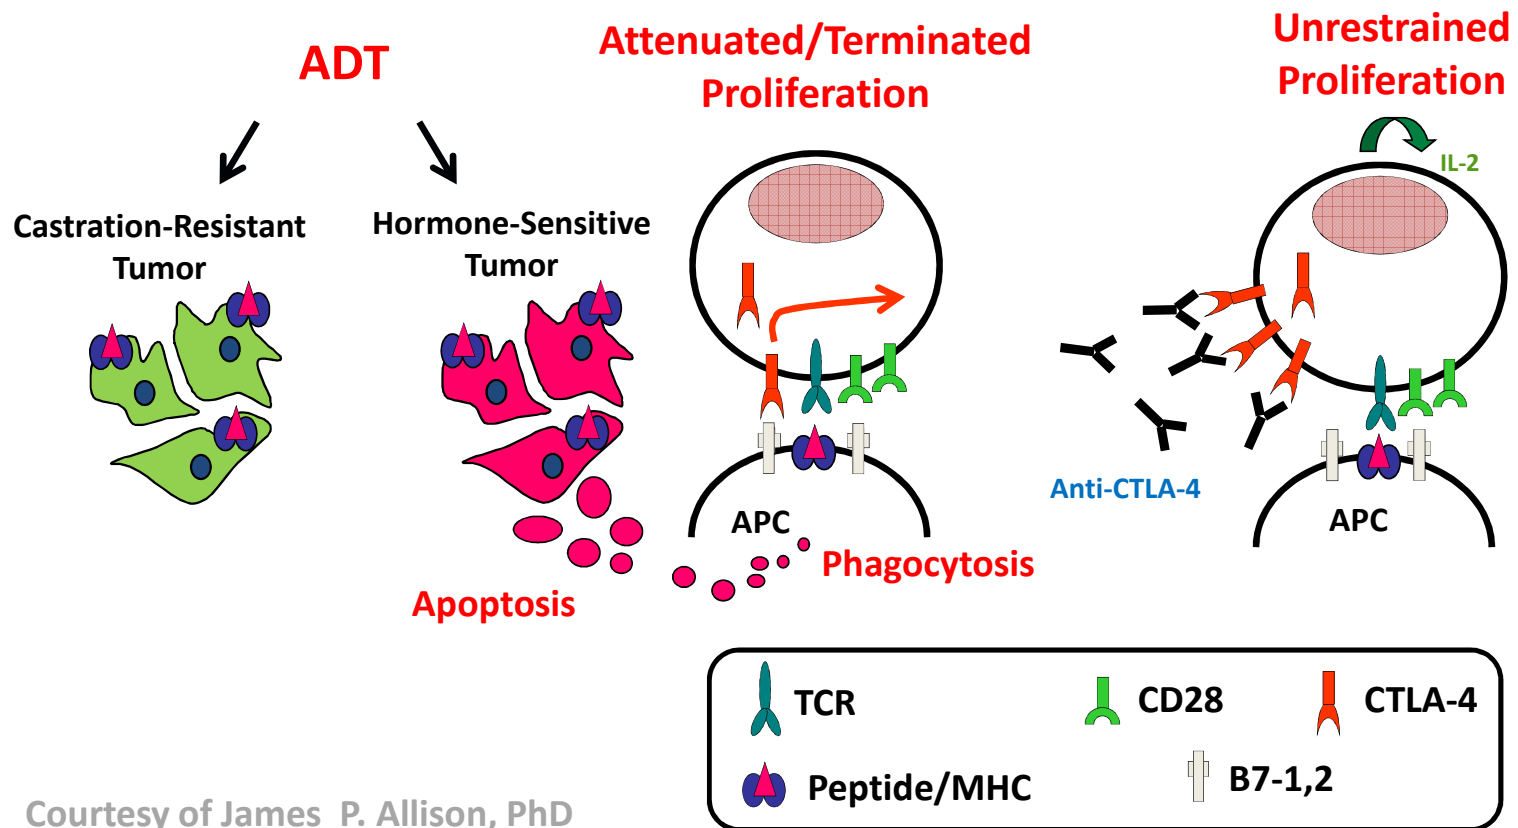 ADT
Attenuated/Terminated
Proliferation
Unrestrained
Proliferation
IL-2
Castration-Resistant
Tumor
Hormone-Sensitive
Tumor
Anti-CTLA-4
APC
APC
Phagocytosis
Apoptosis
TCR
CD28
CTLA-4
Peptide/MHC
B7-1,2
Courtesy of James P. Allison, PhD